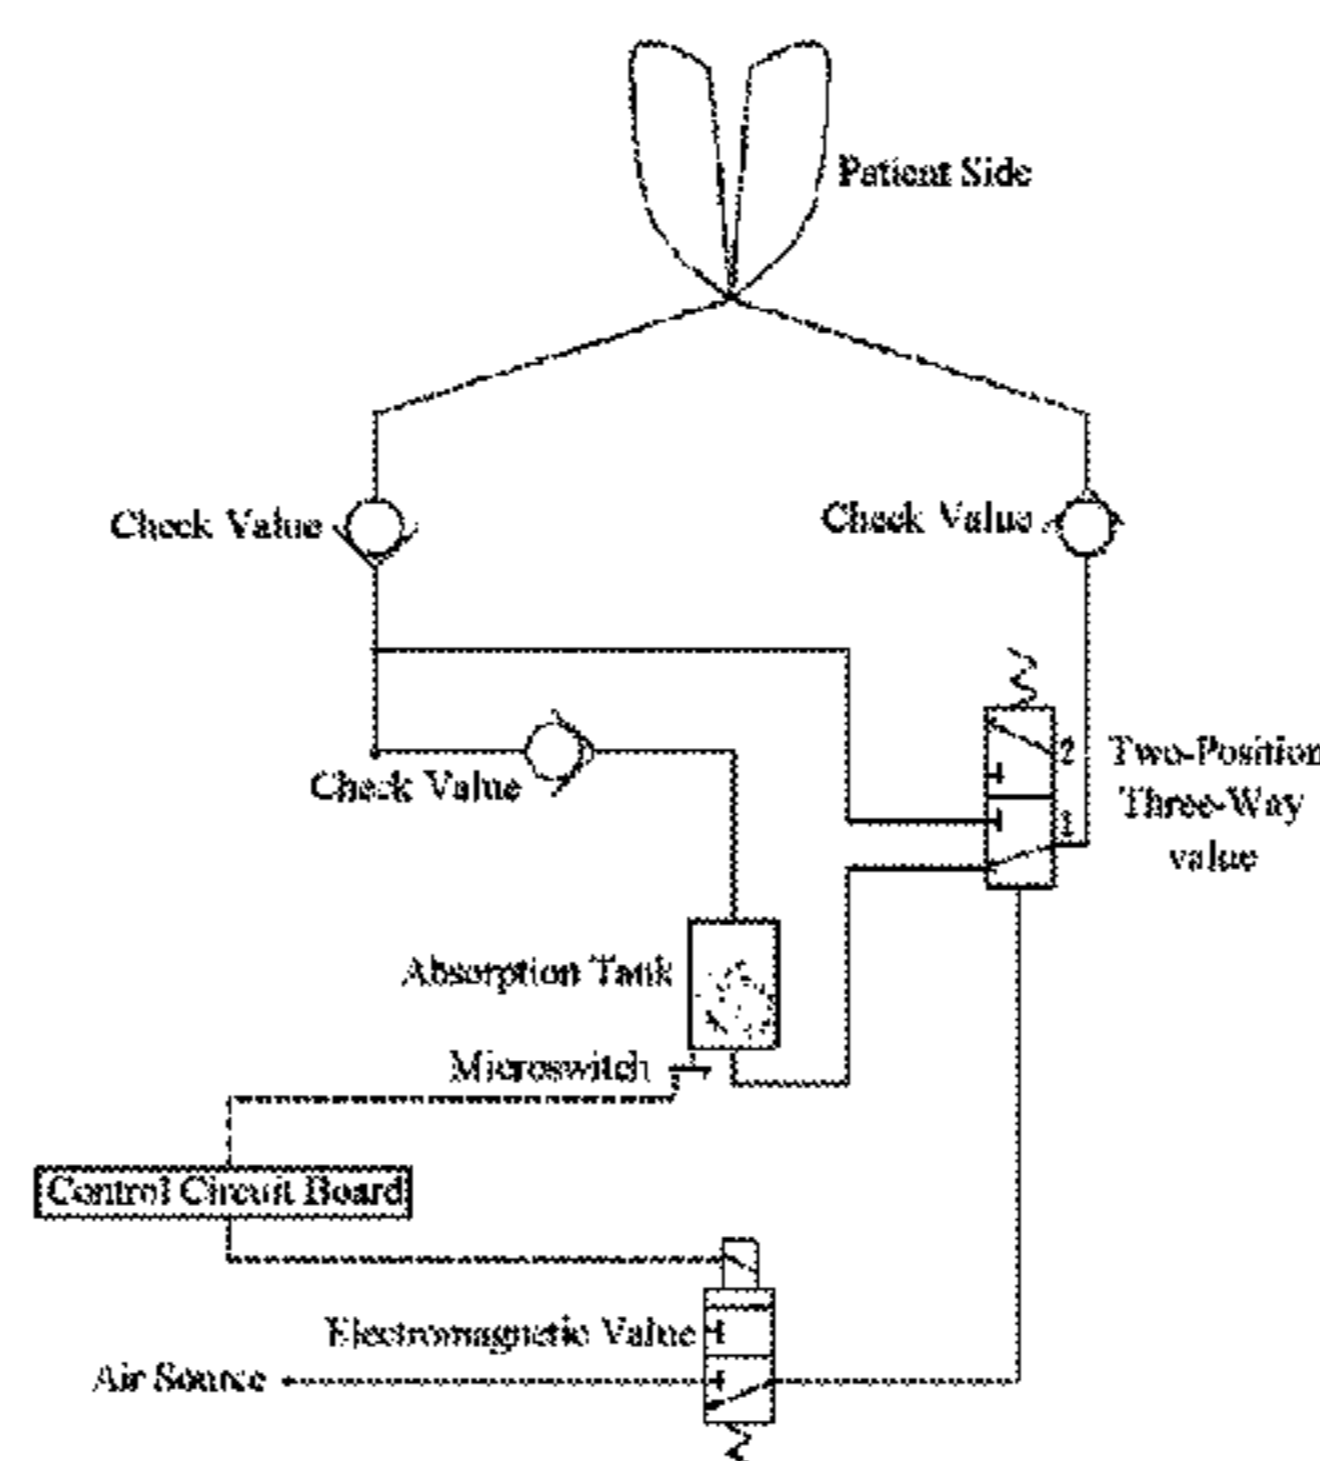 Patient Side
Check Value
Check Value
Check Value
2
1
Two-Position
Three-Way
value
Absorption Tank
Microswitch
Control Circuit Board
Electromagnetic Value
Air Source